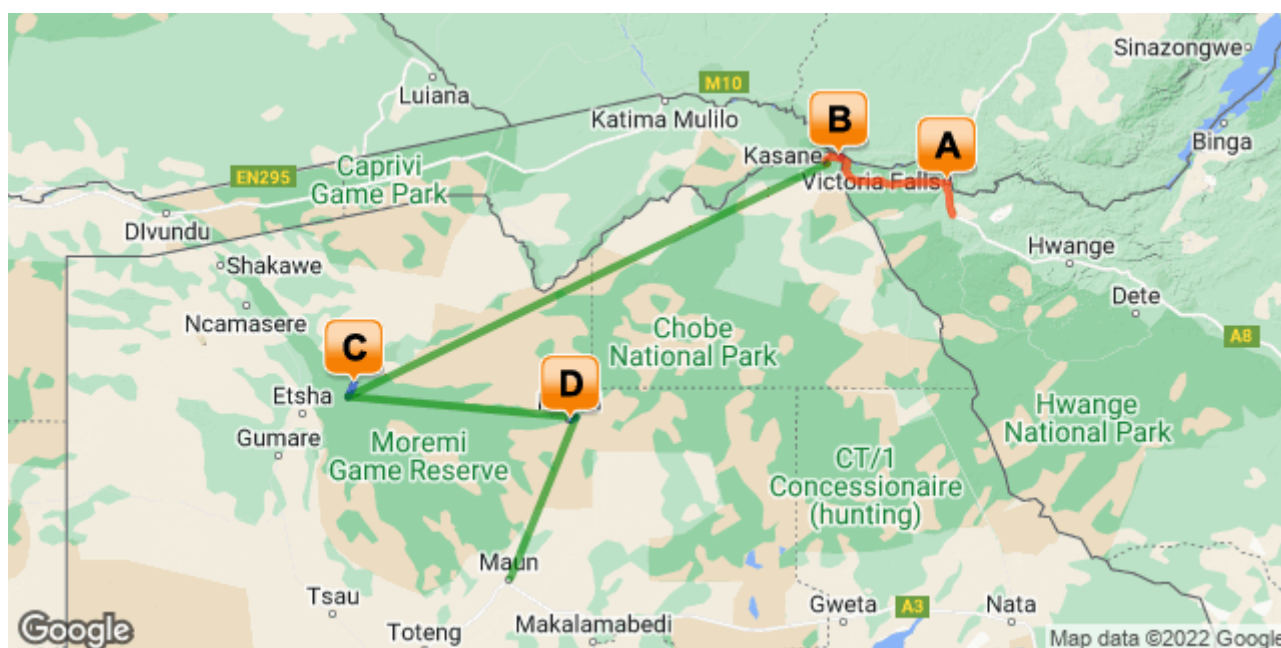 Sinazongwe
M10
Luiana
Katima Mulilo
B
Binga
A
Kasane
Caprivi
Game Park
EN295
Victoria Falls
DIvundu
Hwange
Shakawe
Dete
Ncamasere
Chobe
National Park
A8
C
D
Etsha
Hwange
National Park
Gumare
Moremi
Game Reserve
CT/1
Concessionaire
(hunting)
Maun
Tsau
Gweta
A3
Nata
Makalamabedi
Toteng
Google
Map data ©2022 Google